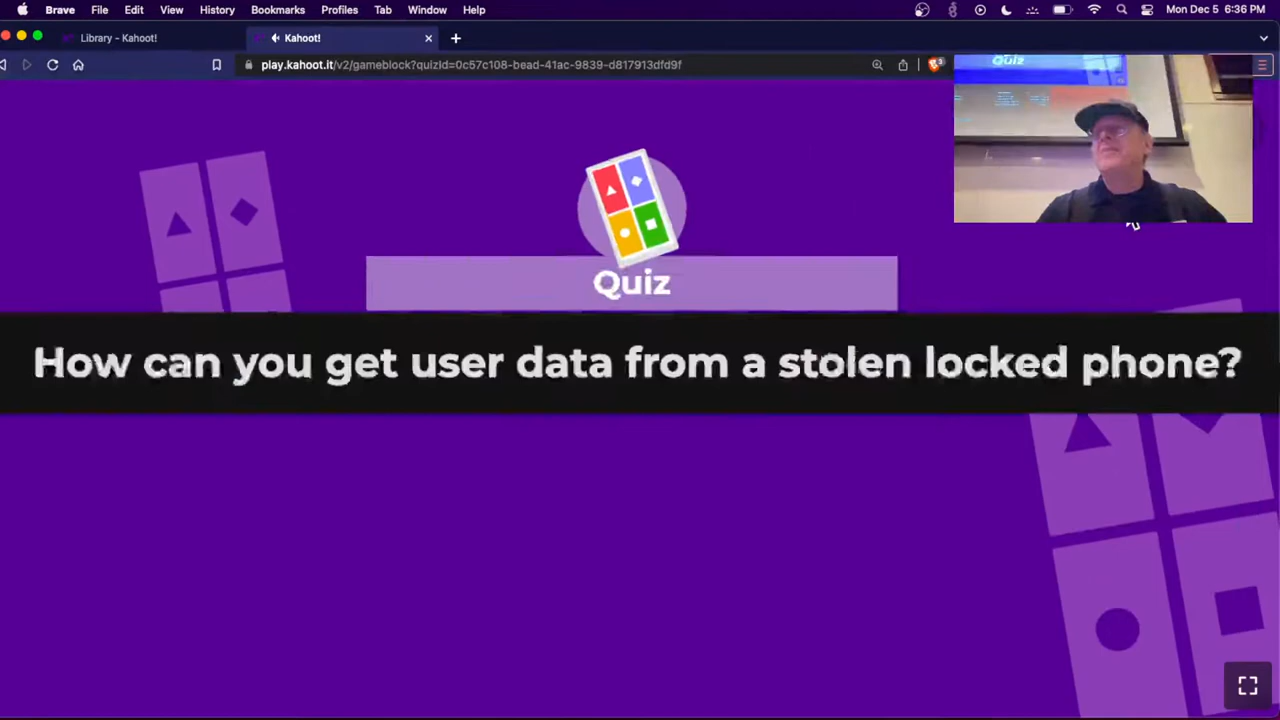 Brave File Edit View History Bookmarks Profiles Tab Window Help Mon Dec 5 6:36 PM
Library - Kahoot! Kahoot!
play.kahoot.it/v2/gameblock?quizId=0c57c108-bead-41ac-9839-d817913dfd9f 3
Quiz
Quiz
How can you get user data from a stolen locked phone?